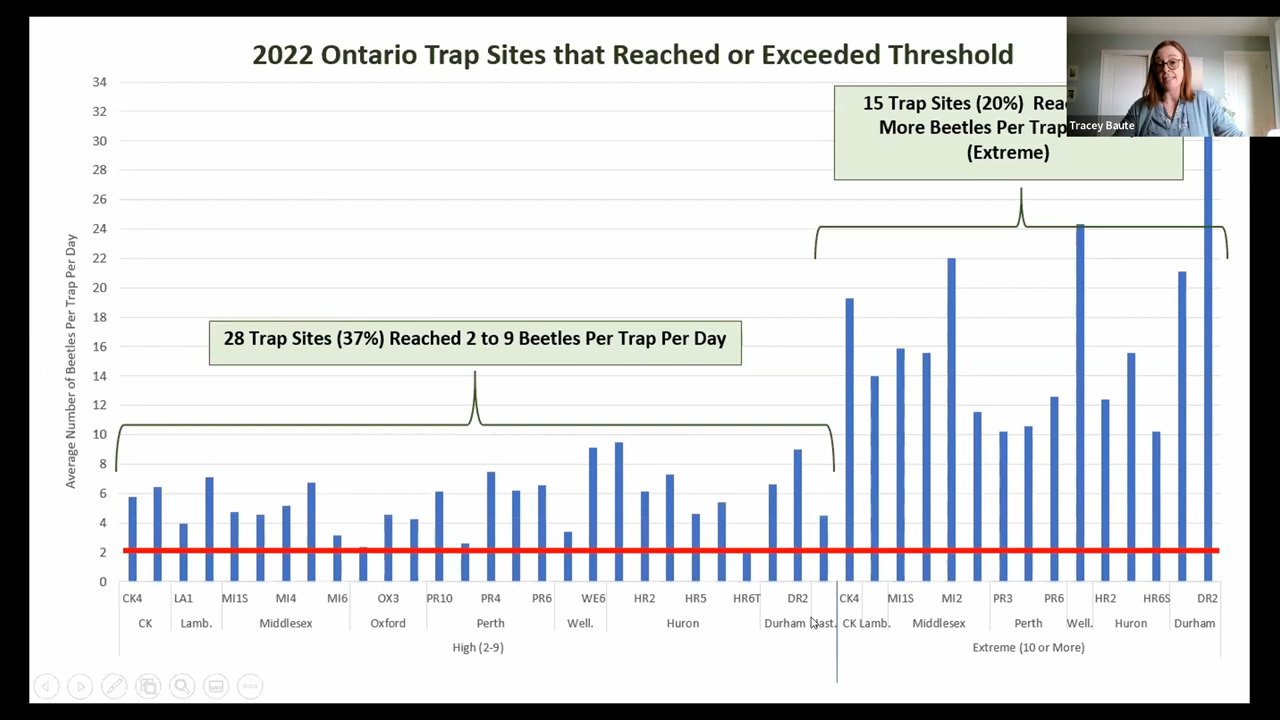 2022 Ontario Trap Sites that Reached or Exceeded Threshold
Tracey Baute
15 Trap Sites (20%)
More Beetles Per Trap
(Extreme)
28 Trap Sites (37%) Reached 2 to 9 Beetles Per Trap Per Day
Average Number of Beetles Per Trap Per Day
34
32
30
28
26
24
22
20
18
16
14
12
10
8
6
4
2
0
CK4 LA1 MI1S MI4 MI6 OX3 PR10 PR4 PR6 WE6 HR2 HR5 HR6T DR2 CK4 MI1S MI2 PR3 PR6 HR2 HR6S DR2
CK Lamb. Middlesex Oxford Perth Well. Huron Durham CK Lamb. Middlesex Perth Well. Huron Durham
High (2-9) Extreme (10 or More)